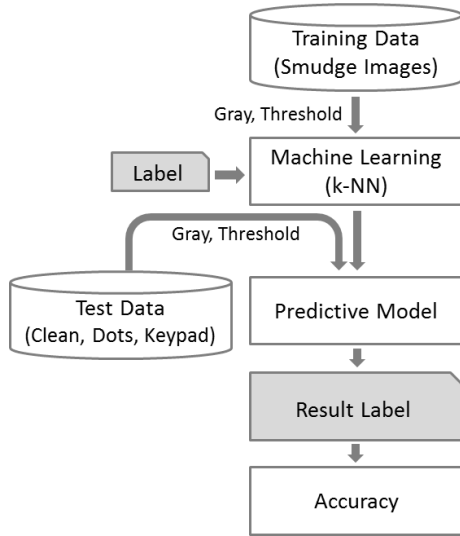 Training Data
(Smudge Images)
Gray, Threshold
Machine Learning
(k-NN)
Label
Gray, Threshold
Test Data
(Clean, Dots, Keypad)
Predictive Model
Result Label
Accuracy